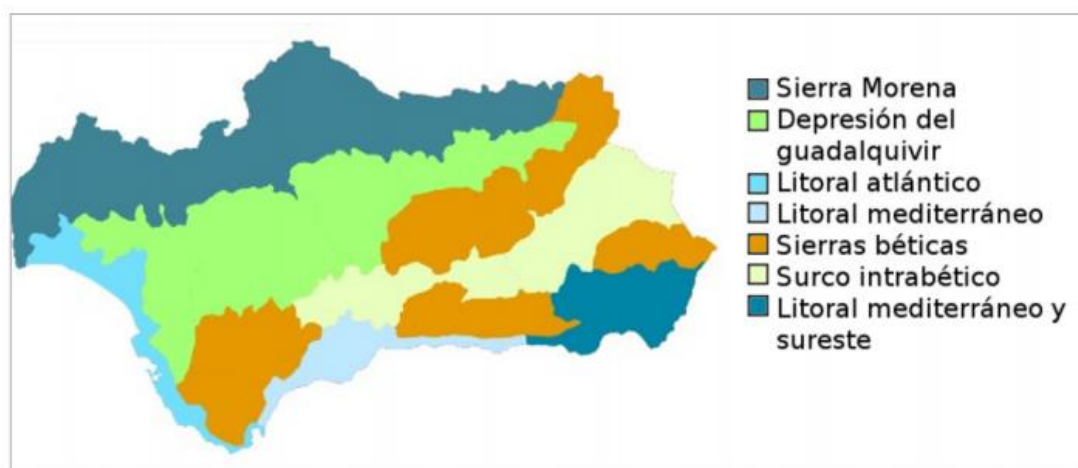 Sierra Morena
Depresión del
guadalquivir
Litoral atlántico
Litoral mediterráneo
Sierras béticas
Surco intrabético
Litoral mediterráneo y
sureste